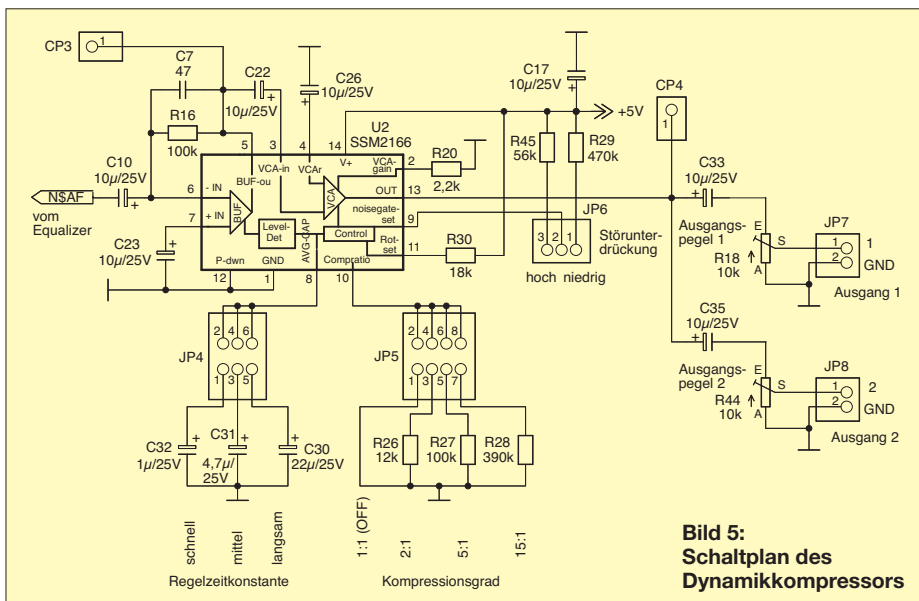 CP3
1
C7
47
C22
10µ/25V
C26
10µ/25V
C17
10µ/25V
CP4
1
+5V
R16
100k
U2
SSM2166
R45
56k
R29
470k
R20
2,2k
C10
10µ/25V
N$AF
vom
Equalizer
C23
10µ/25V
5
3
4
14
2
13
9
11
6
7
12
1
8
10
BUF-ou
VCA-in
VCAr
V+
VCA-
gain
OUT
noisegate-
set
Rot-
set
- IN
+ IN
BUF
Level-
Det
AVG-CAP
VCA
Control
P-dwn
GND
Compratio
R30
18k
JP6
3
2
1
Störunter-
drückung
hoch niedrig
C33
10µ/25V
Ausgangs-
pegel 1
E
S
A
R18
10k
JP7
1
2
1
GND
Ausgang 1
C35
10µ/25V
Ausgangs-
pegel 2
E
S
A
R44
10k
JP8
1
2
2
GND
Ausgang 2
JP4
2
4
6
1
3
5
C32
1µ/25V
C31
4,7µ/
25V
C30
22µ/25V
schnell
mittel
langsam
Regelzeitkonstante
JP5
2
4
6
8
1
3
5
7
R26
12k
R27
100k
R28
390k
1:1 (OFF)
2:1
5:1
15:1
Kompressionsgrad
Bild 5:
Schaltplan des
Dynamikkompressors